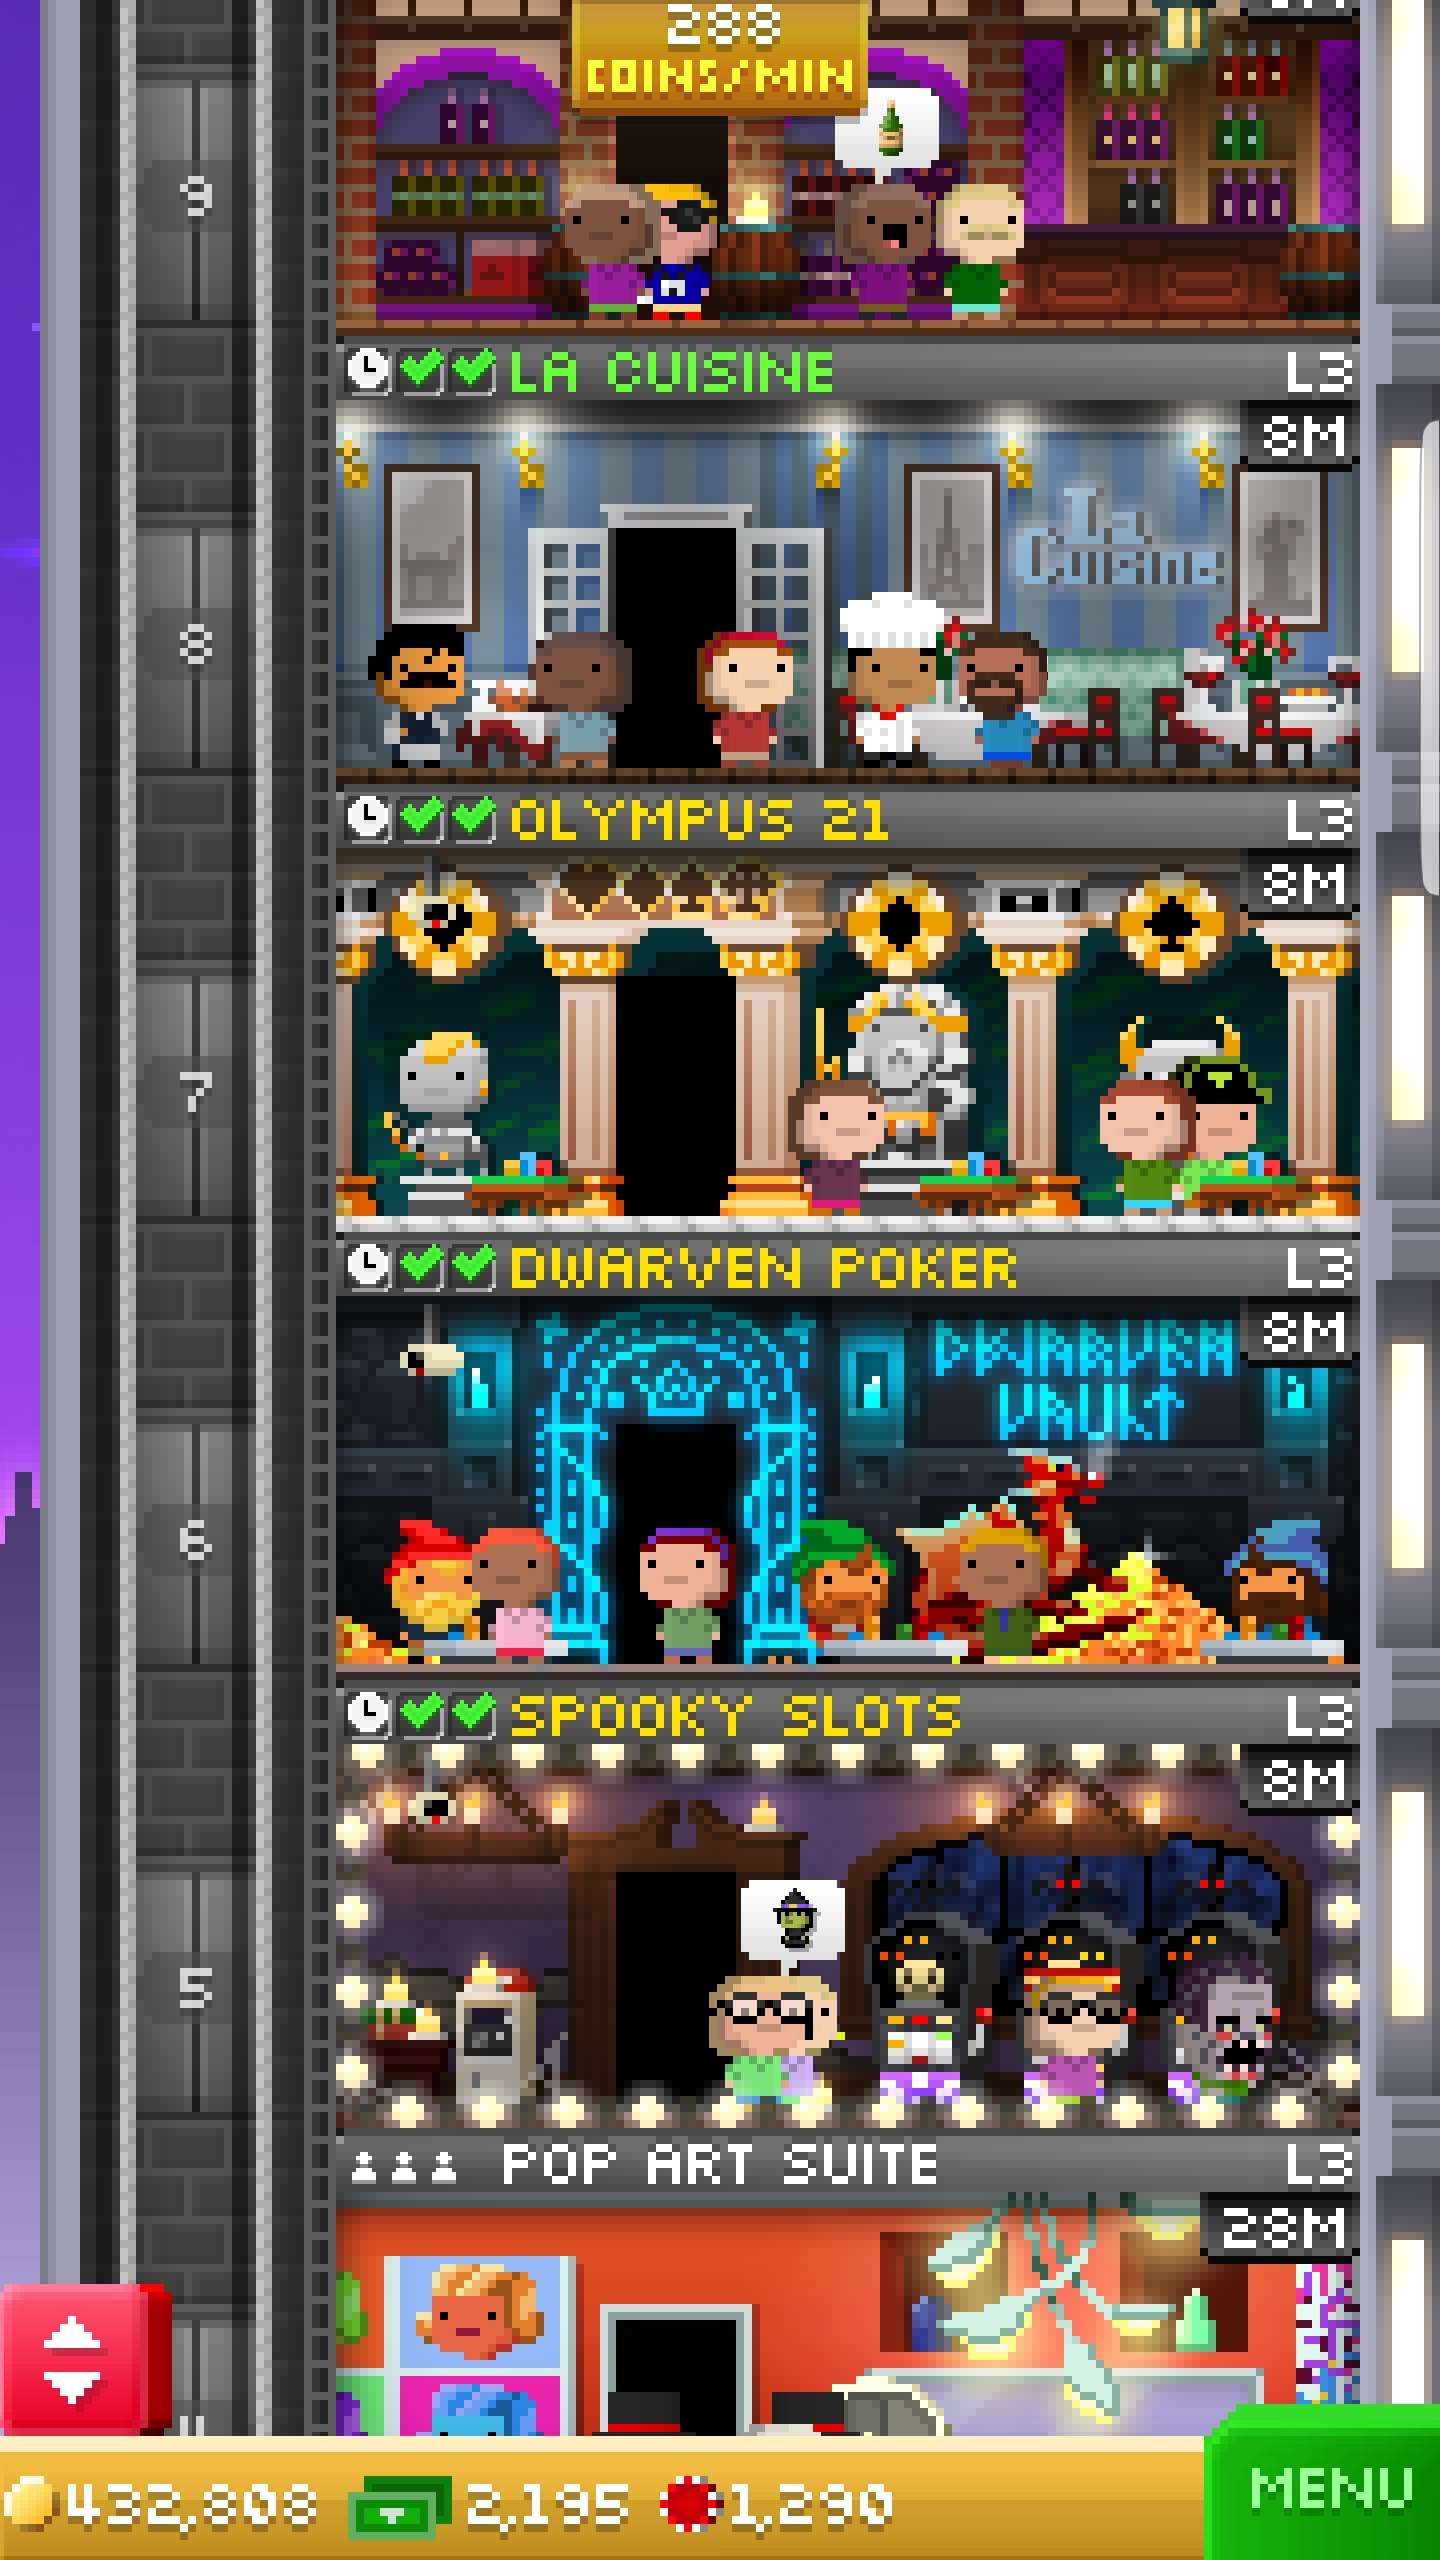 288
COINS/MIN
9
LA CUISINE
L3
8M
La
Cuisine
8
OLYMPUS 21
L3
8M
7
DWARVEN POKER
L3
8M
DWARVEN
VAULT
6
SPOOKY SLOTS
L3
8M
5
POP ART SUITE
L3
28M
432,808
2,195
1,290
MENU